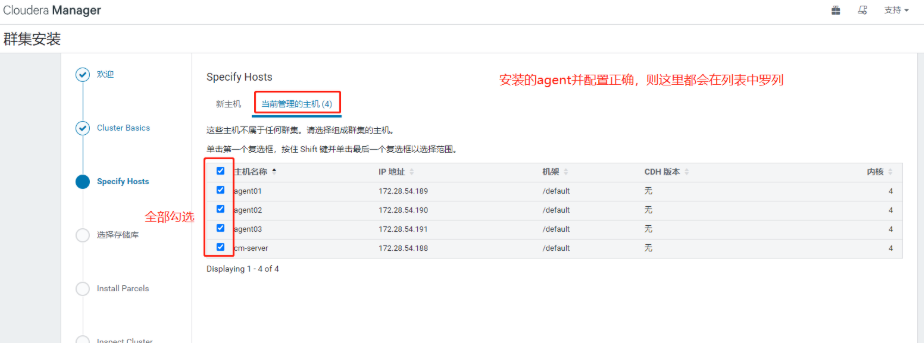 Cloudera Manager
支持
群集安装
欢迎
Cluster Basics
Specify Hosts
选择存储库
Install Parcels
Inspect Cluster
Specify Hosts
安装的agent并配置正确，则这里都会在列表中罗列
新主机 当前管理的主机 (4)
这些主机不属于任何群集。请选择组成群集的主机。
单击第一个复选框，按住 Shift 键并单击最后一个复选框以选择范围。
全部勾选
主机名称 IP 地址 机架 CDH 版本 内核
agent01 172.28.54.189 /default 无 4
agent02 172.28.54.190 /default 无 4
agent03 172.28.54.191 /default 无 4
cm-server 172.28.54.188 /default 无 4
Displaying 1 - 4 of 4